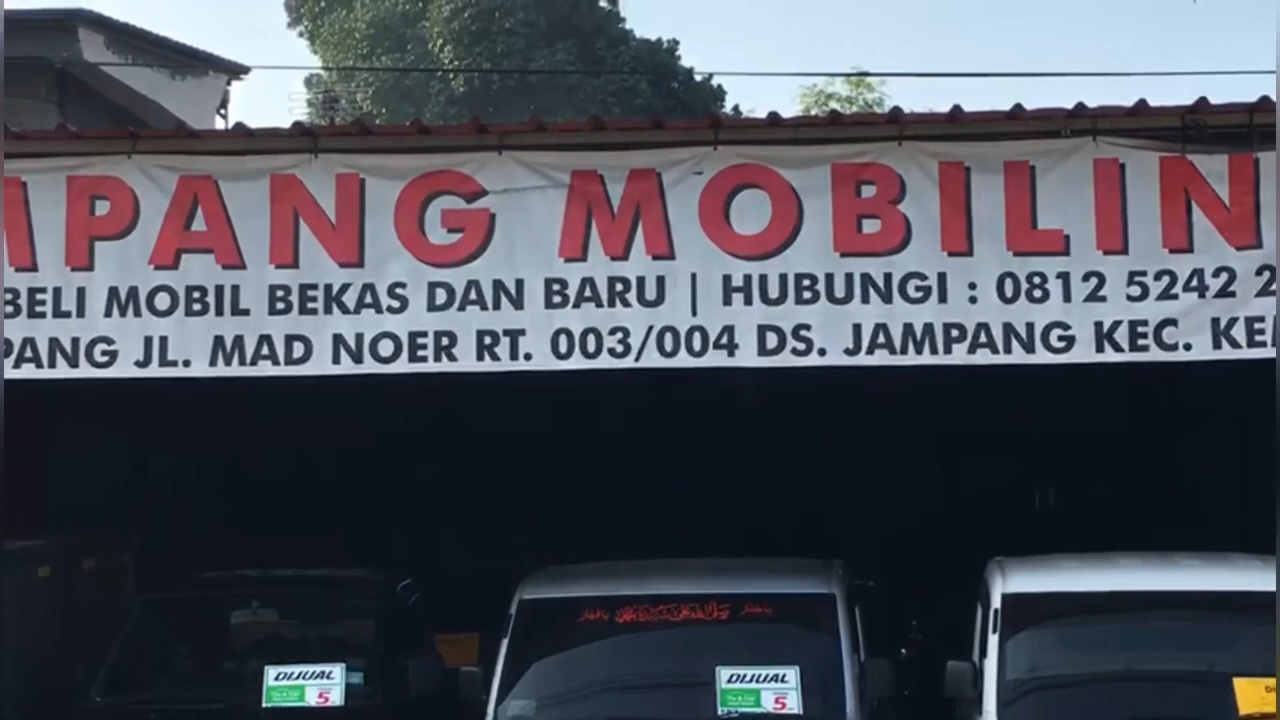 MPANG MOBILIN
BELI MOBIL BEKAS DAN BARU | HUBUNGI : 0812 5242 2
PANG JL. MAD NOER RT. 003/004 DS. JAMPANG KEC. KE
DIJUAL
5
DIJUAL
5